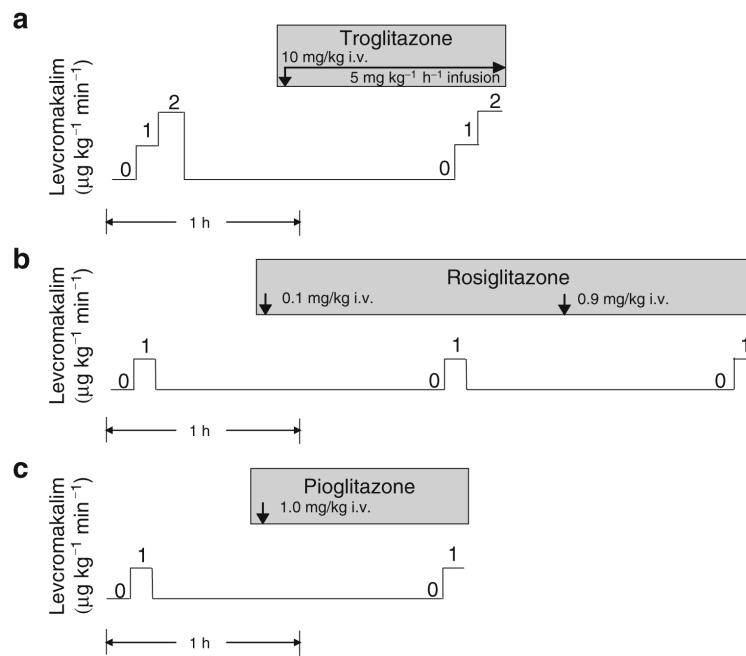 a
Troglitazone
10 mg/kg i.v.
5 mg kg⁻¹ h⁻¹ infusion
Levcromakalim
(µg kg⁻¹ min⁻¹)
0
1
2
0
1
2
1 h
b
Rosiglitazone
0.1 mg/kg i.v.
0.9 mg/kg i.v.
Levcromakalim
(µg kg⁻¹ min⁻¹)
0
1
0
1
0
1
1 h
c
Pioglitazone
1.0 mg/kg i.v.
Levcromakalim
(µg kg⁻¹ min⁻¹)
0
1
0
1
1 h